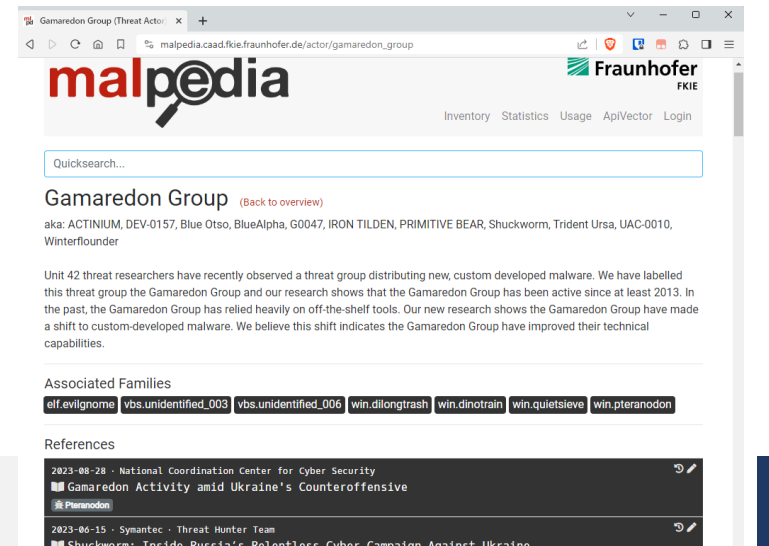 Gamaredon Group (Threat Actor)
malpedia.caad.fkie.fraunhofer.de/actor/gamaredon_group
malpedia
Fraunhofer
FKIE
Inventory Statistics Usage ApiVector Login
Quicksearch...
Gamaredon Group (Back to overview)
aka: ACTINIUM, DEV-0157, Blue Otso, BlueAlpha, G0047, IRON TILDEN, PRIMITIVE BEAR, Shuckworm, Trident Ursa, UAC-0010,
Winterflounder
Unit 42 threat researchers have recently observed a threat group distributing new, custom developed malware. We have labelled
this threat group the Gamaredon Group and our research shows that the Gamaredon Group has been active since at least 2013. In
the past, the Gamaredon Group has relied heavily on off-the-shelf tools. Our new research shows the Gamaredon Group have made
a shift to custom-developed malware. We believe this shift indicates the Gamaredon Group have improved their technical
capabilities.
Associated Families
elf.evilgnome vbs.unidentified_003 vbs.unidentified_006 win.dilongtrash win.dinotrain win.quietsieve win.pteranodon
References
2023-08-28 · National Coordination Center for Cyber Security
Gamaredon Activity amid Ukraine's Counteroffensive
Pteranodon
2023-06-15 · Symantec · Threat Hunter Team
Shuckworm: Inside Russia's Relentless Cyber Campaign Against Ukraine